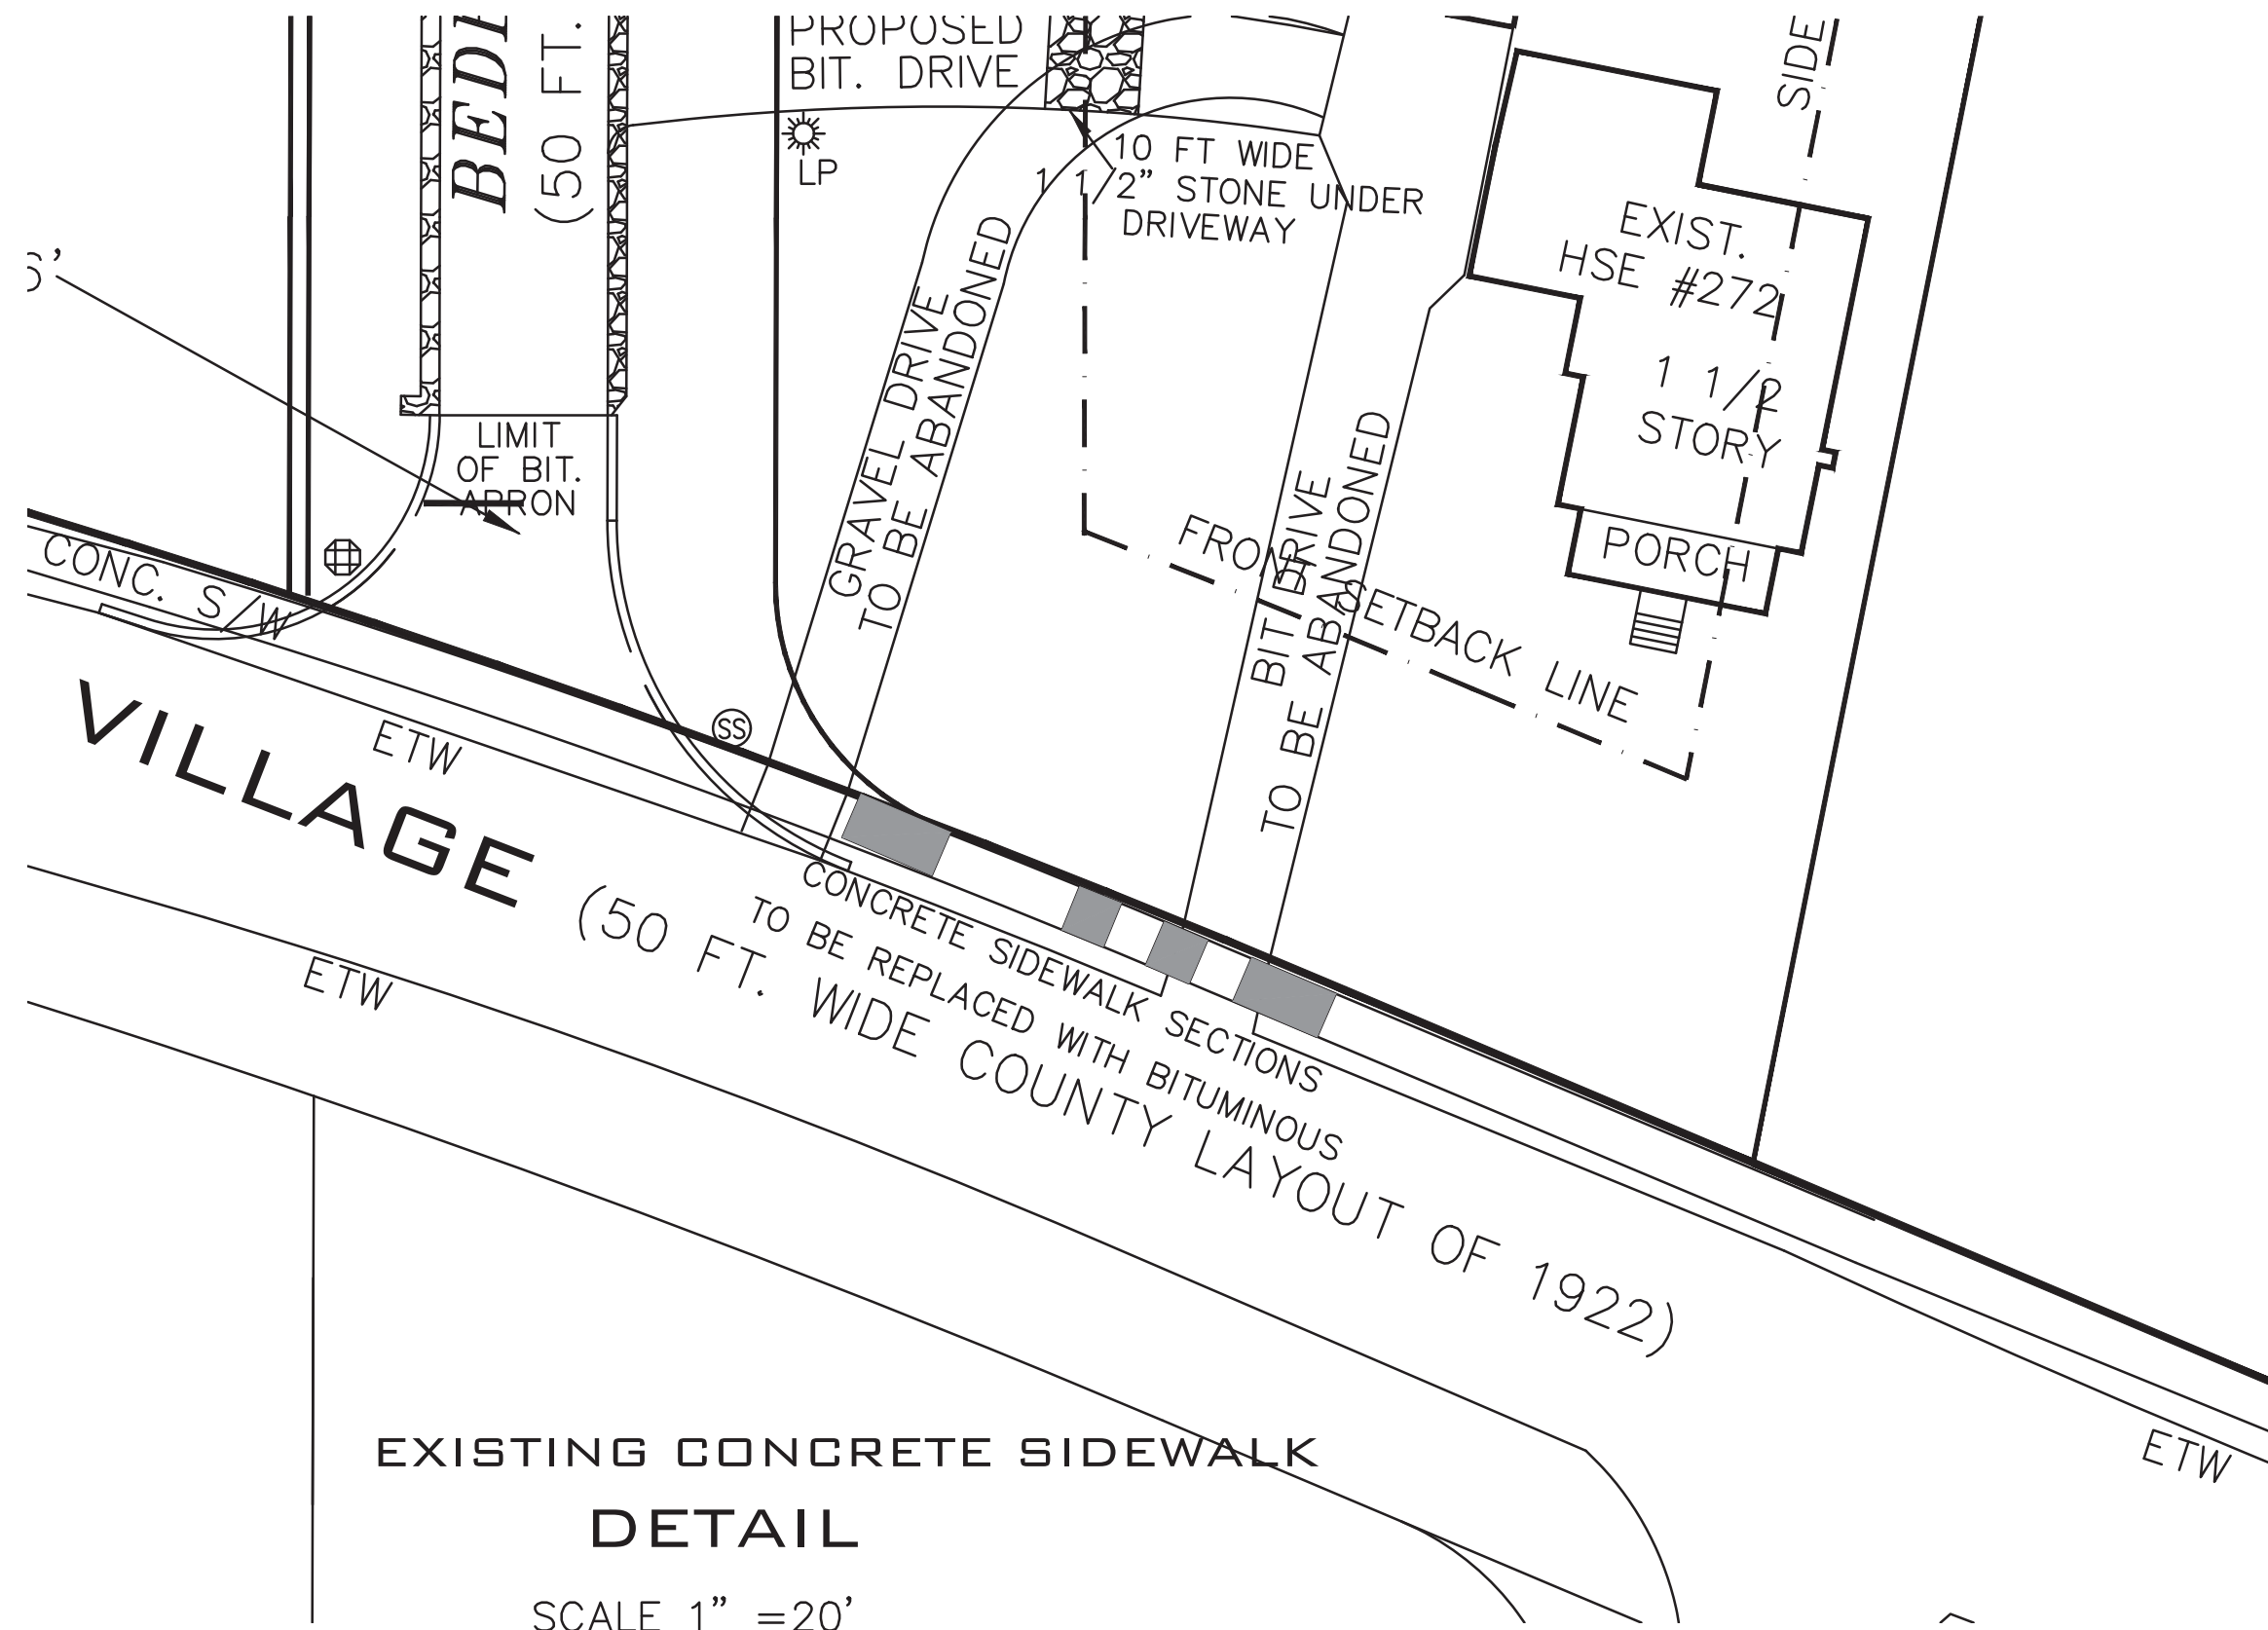 BEDF
(50 FT.
PROPOSED
BIT. DRIVE
SIDE
LP
10 FT WIDE
1 1/2" STONE UNDER
DRIVEWAY
EXIST.
HSE #272
1 1/2
STORY
PORCH
LIMIT
OF BIT.
APRON
GRAVEL DRIVE
TO BE ABANDONED
BIT DRIVE
TO BE ABANDONED
FRONT SETBACK LINE
CONC. S/W
SS
VILLAGE (50 FT. WIDE COUNTY LAYOUT OF 1922)
ETW
ETW
CONCRETE SIDEWALK SECTIONS
TO BE REPLACED WITH BITUMINOUS
ETW
EXISTING CONCRETE SIDEWALK
DETAIL
SCALE 1" =20'